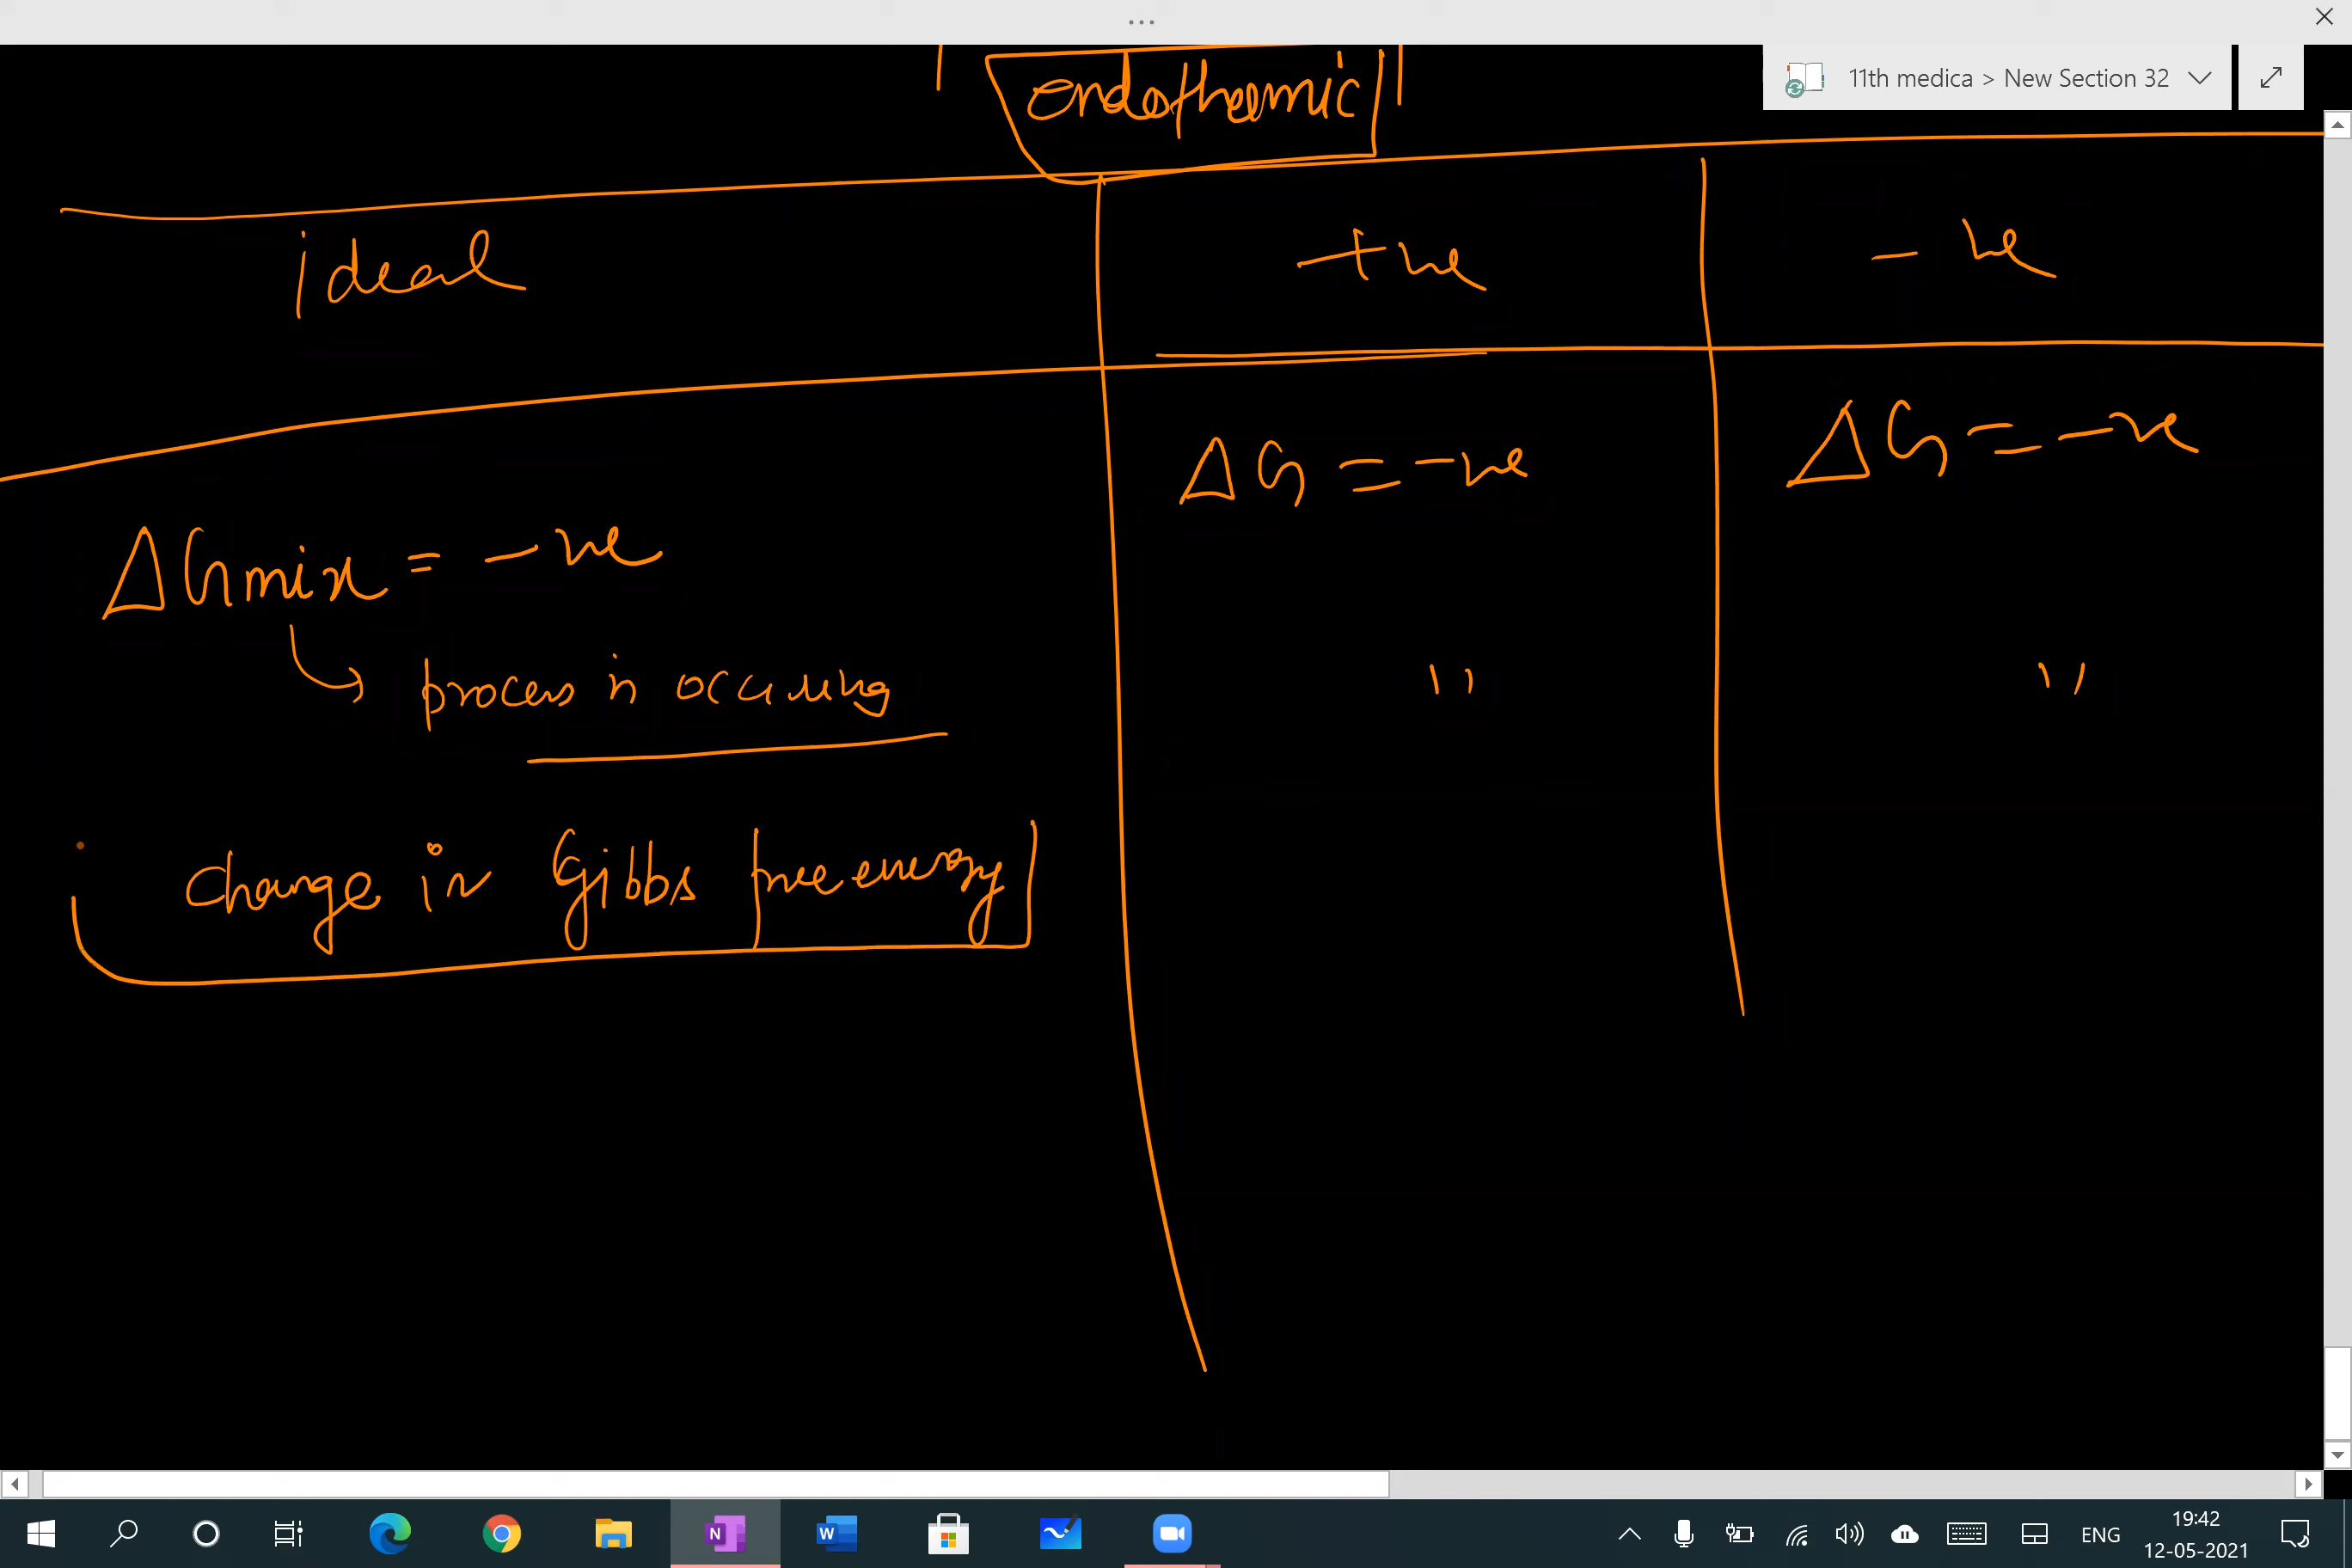 11th medica > New Section 32
endothermic
ideal
+ve
- ve
ΔGmix = -ve
ΔG = -ve
ΔG = -ve
process is occuring
"
"
Change in Gibbs free energy
ENG
19:42
12-05-2021